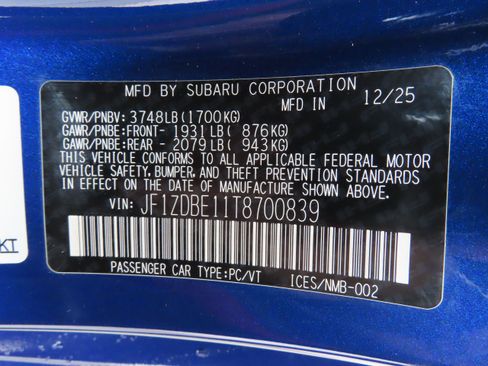 MFD BY SUBARU CORPORATION
MFD IN 12/25
GVWR/PNBV: 3748LB(1700KG)
GAWR/PNBE:FRONT- 1931LB( 876KG)
GAWR/PNBE:REAR - 2079LB( 943KG)
THIS VEHICLE CONFORMS TO ALL APPLICABLE FEDERAL MOTOR
VEHICLE SAFETY, BUMPER, AND THEFT PREVENTION STANDARDS
IN EFFECT ON THE DATE OF MANUFACTURE SHOWN ABOVE.
VIN: JF1ZDBE11T8700839
PASSENGER CAR TYPE:PC/VT ICES/NMB-002
KT